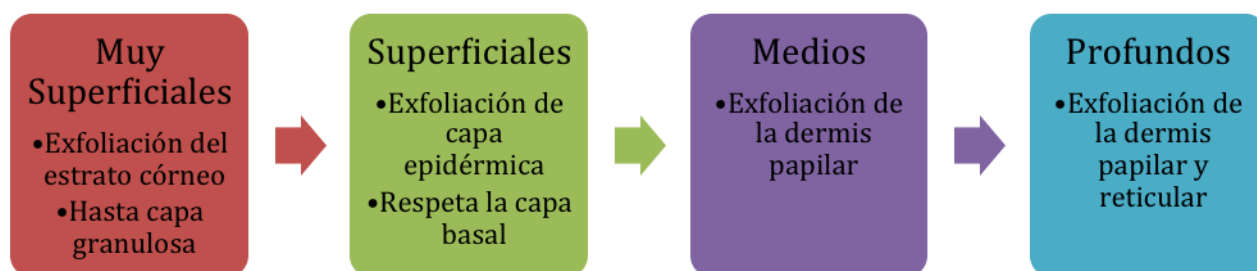 Muy
Superficiales
•Exfoliación del
estrato córneo
•Hasta capa
granulosa
Superficiales
•Exfoliación de
capa
epidérmica
•Respeta la capa
basal
Medios
•Exfoliación de
la dermis
papilar
Profundos
•Exfoliación de
la dermis
papilar y
reticular